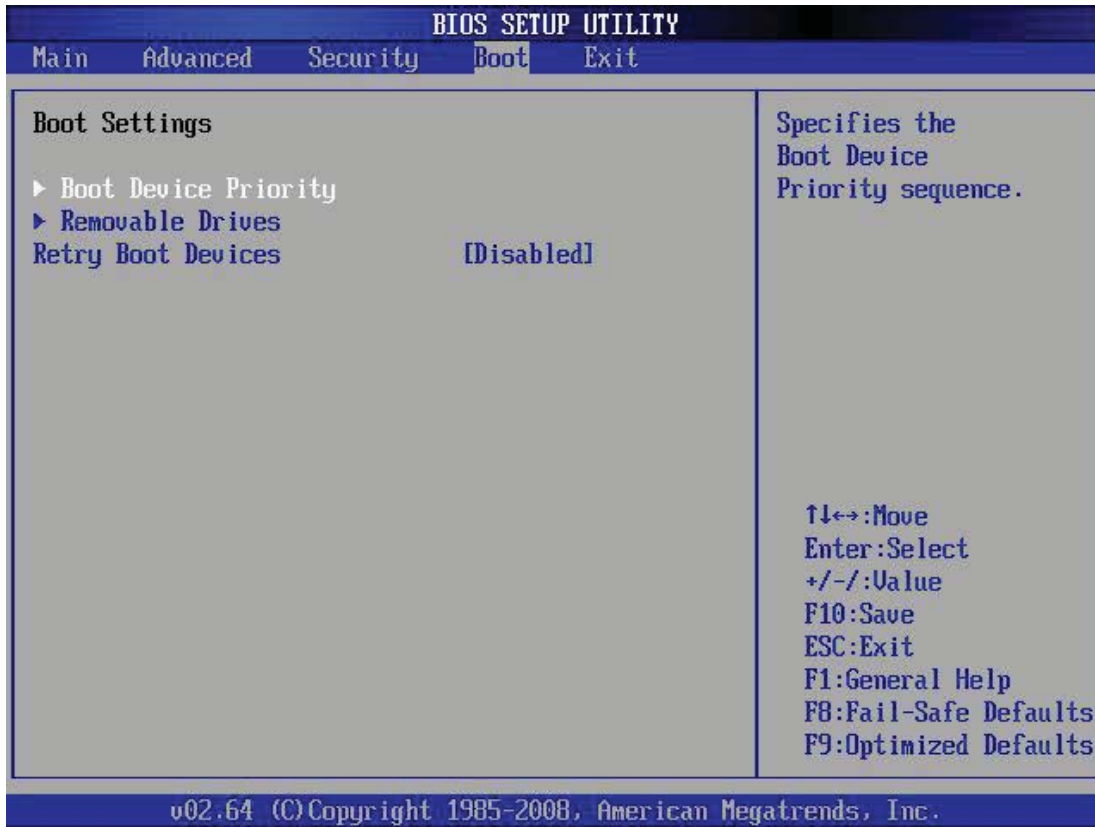 BIOS SETUP UTILITY
Main Advanced Security Boot Exit
Boot Settings
▶ Boot Device Priority
▶ Removable Drives
Retry Boot Devices [Disabled]
Specifies the
Boot Device
Priority sequence.
↑↓←→:Move
Enter:Select
+/-/:Value
F10:Save
ESC:Exit
F1:General Help
F8:Fail-Safe Defaults
F9:Optimized Defaults
v02.64 (C)Copyright 1985-2008, American Megatrends, Inc.